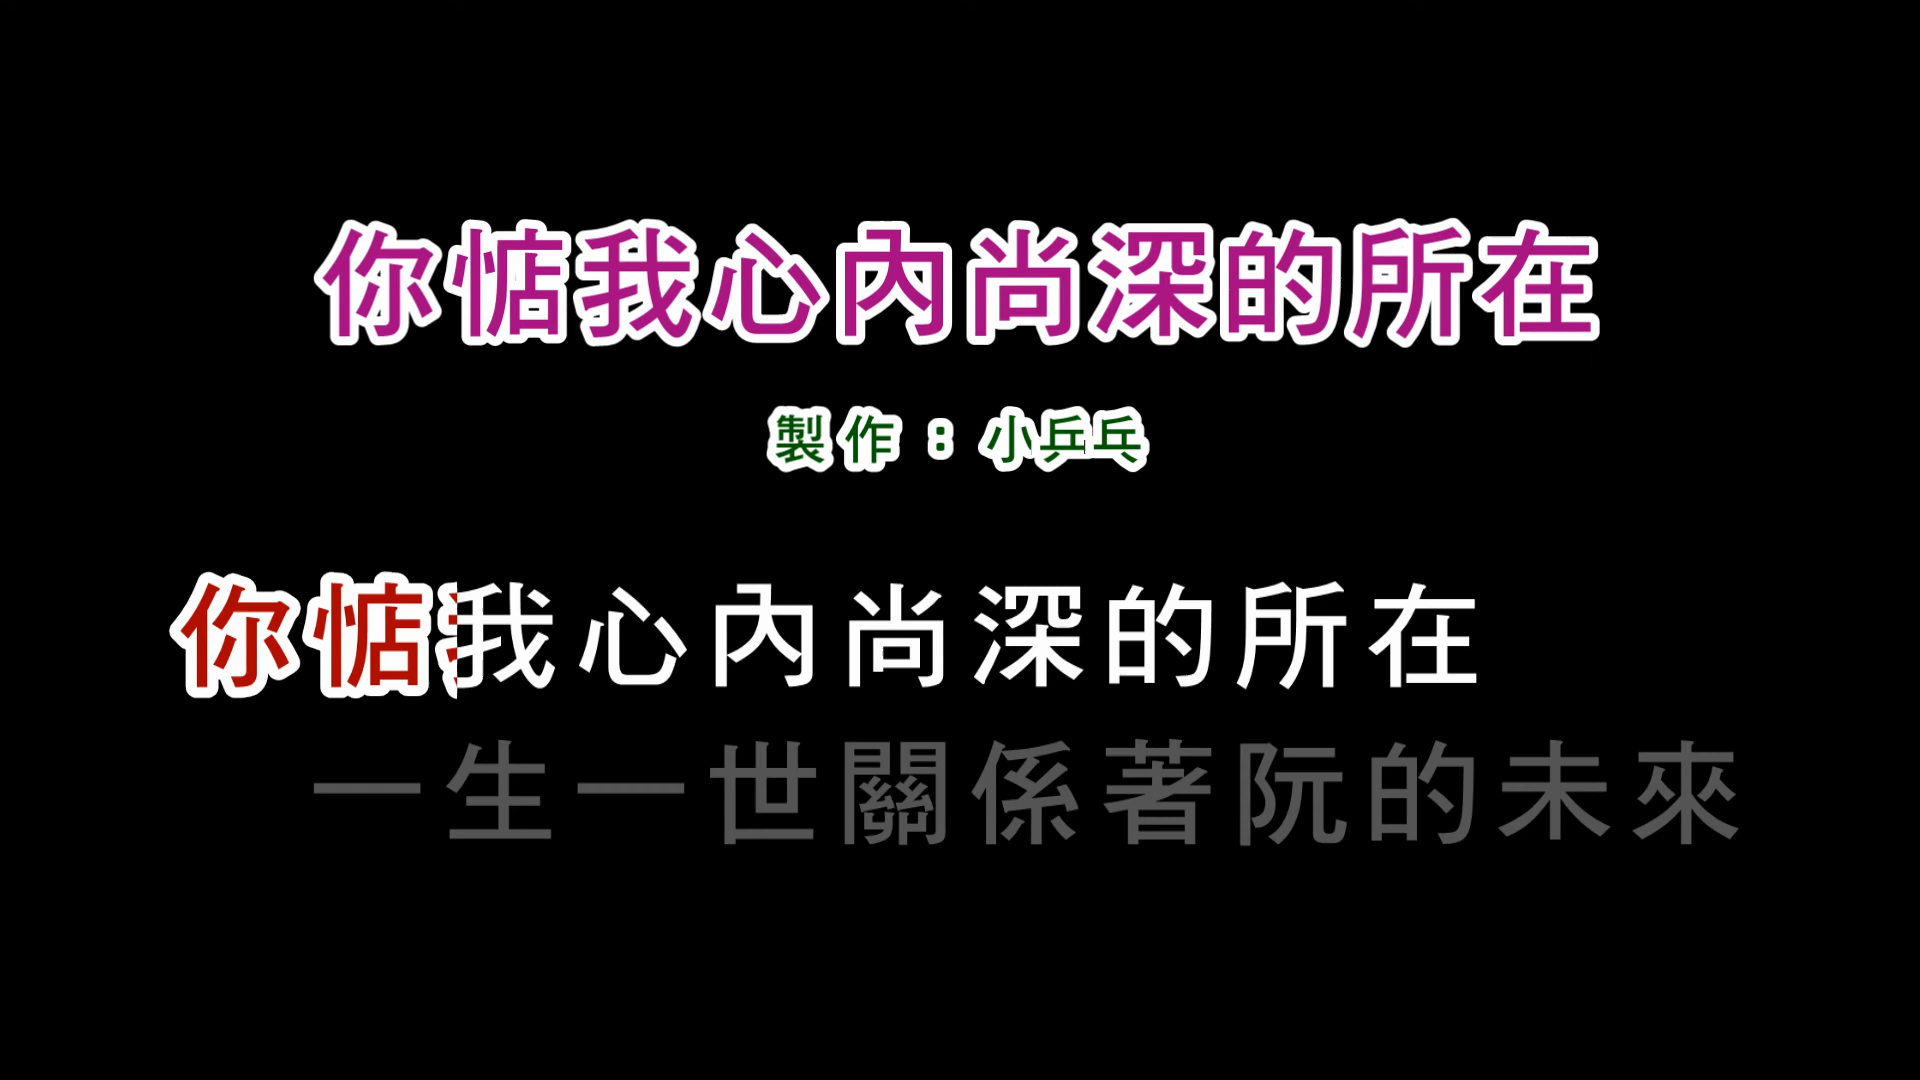 你惦我心內尚深的所在
製作：小乒乓
你惦我心內尚深的所在
一生一世關係著阮的未來